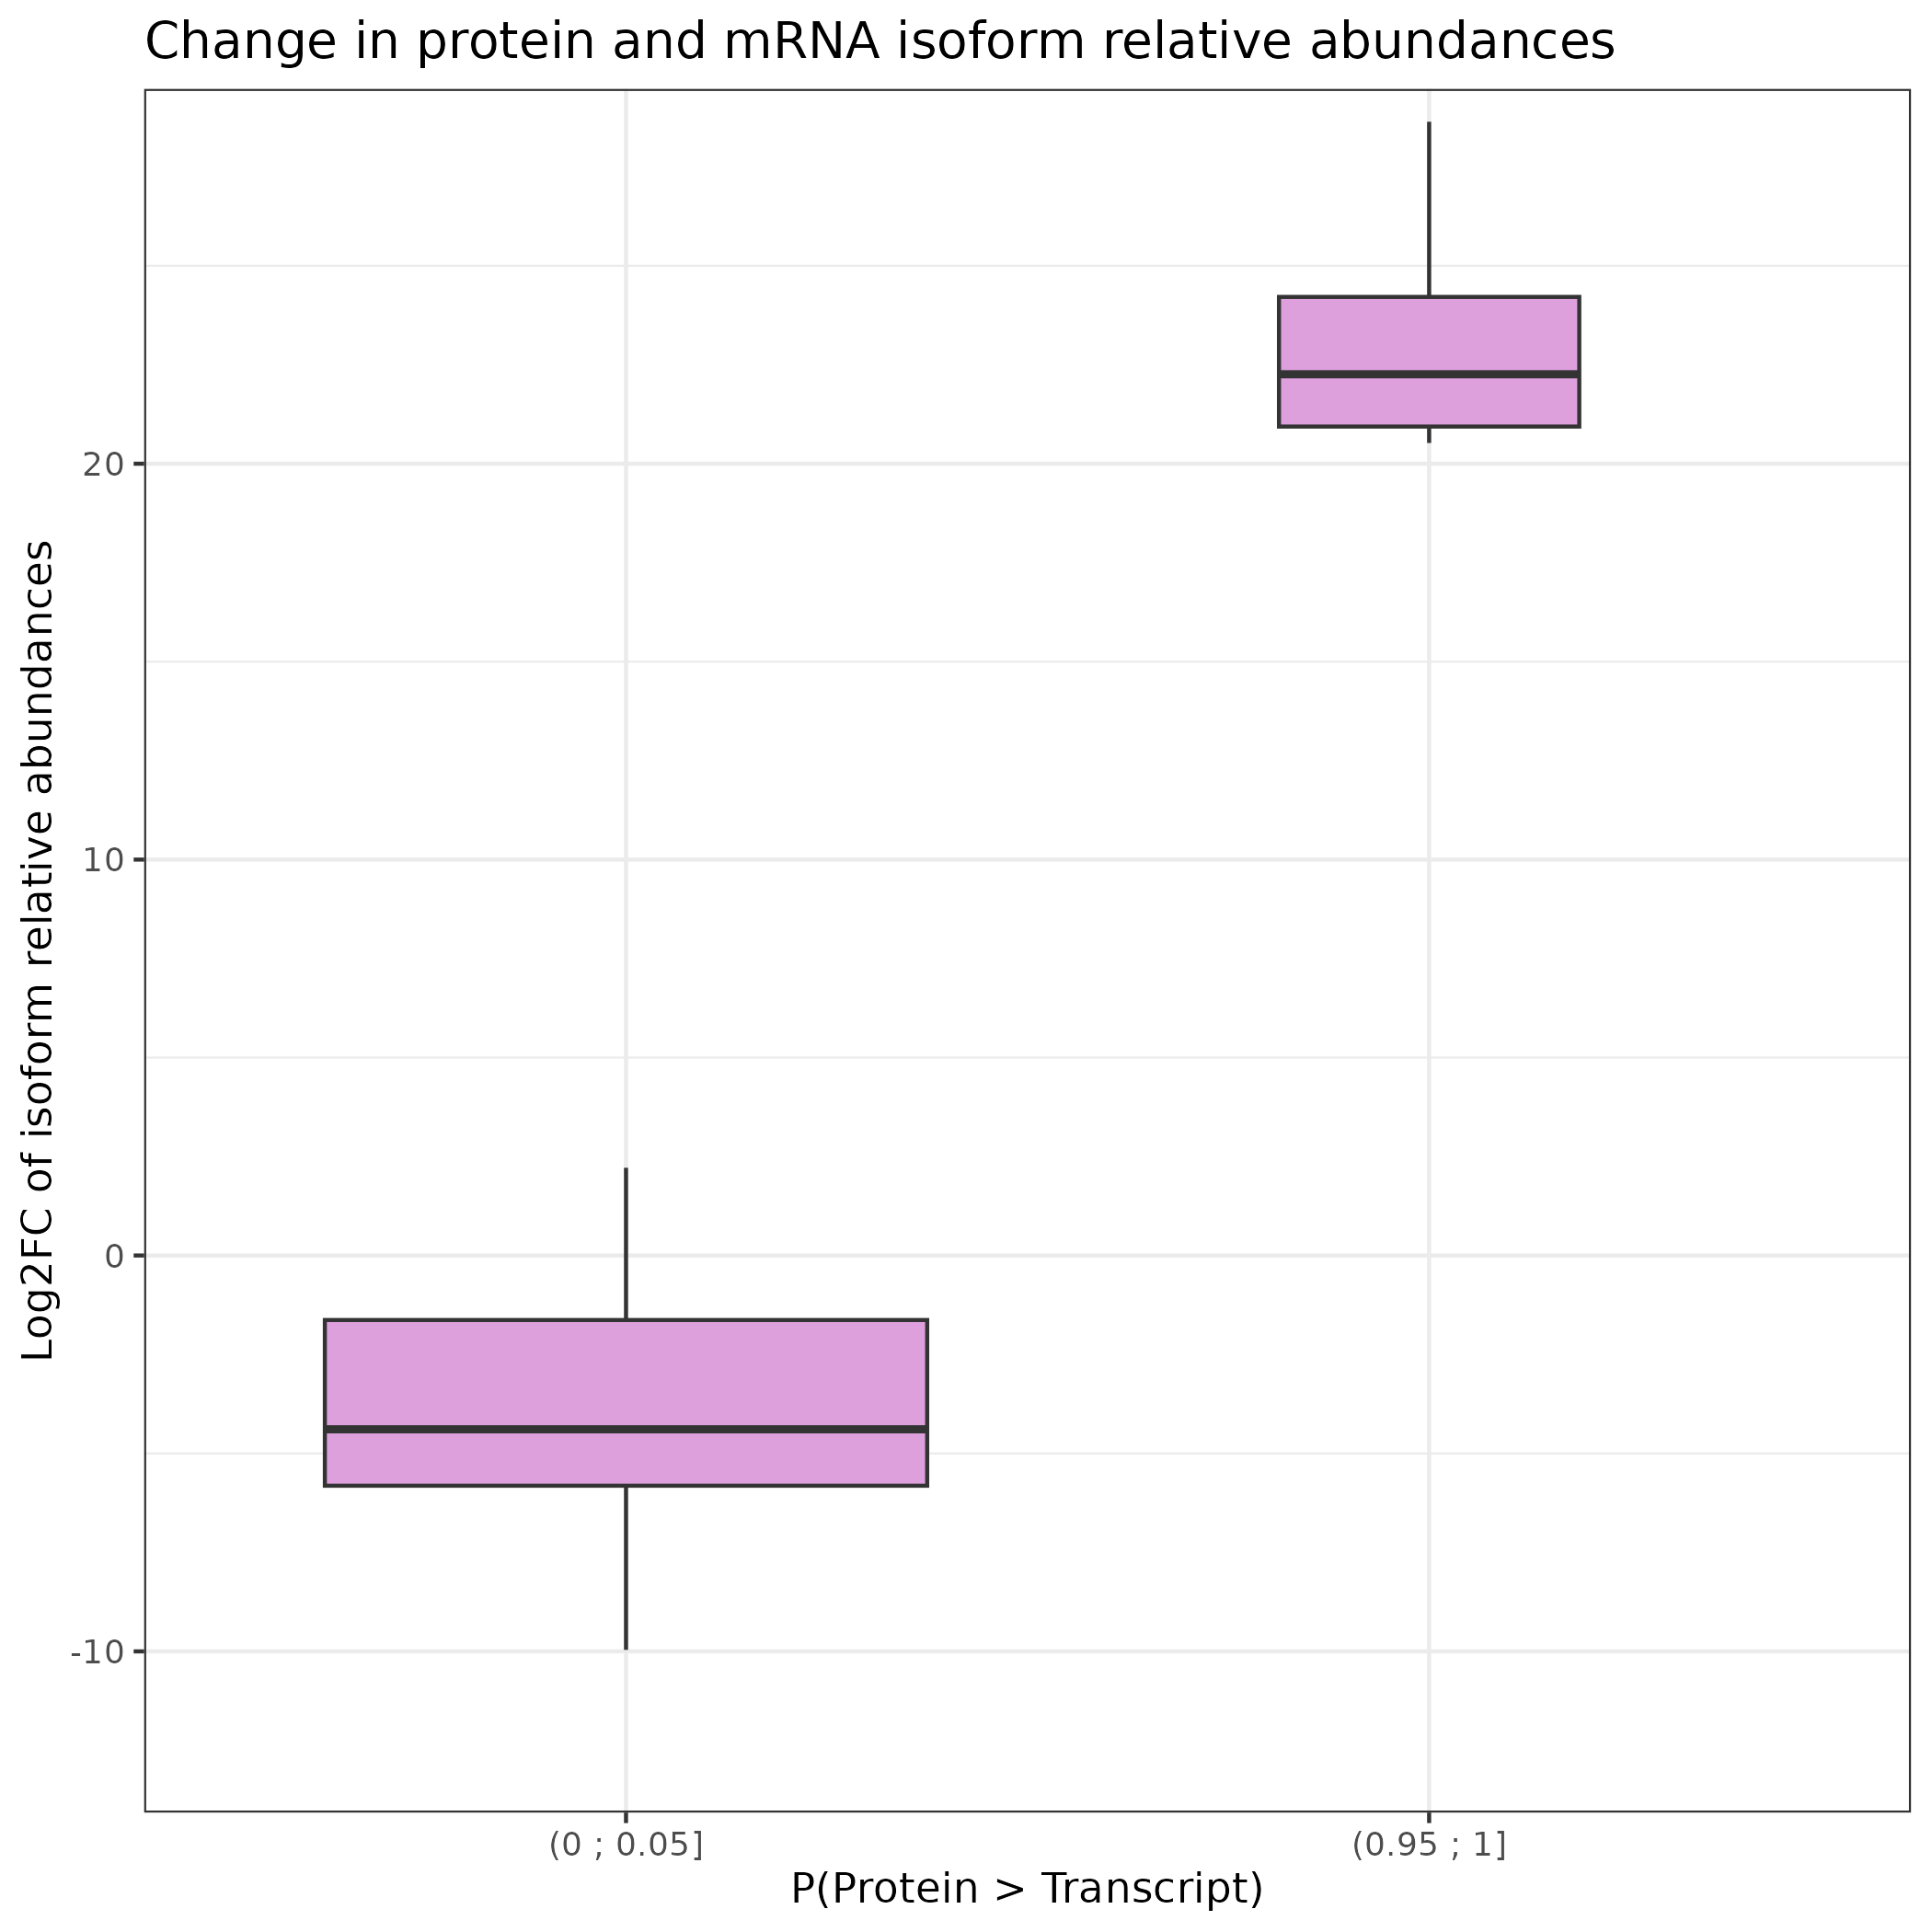 Change in protein and mRNA isoform relative abundances
Log2FC of isoform relative abundances
20
10
0
-10
(0 ; 0.05]
(0.95 ; 1]
P(Protein > Transcript)